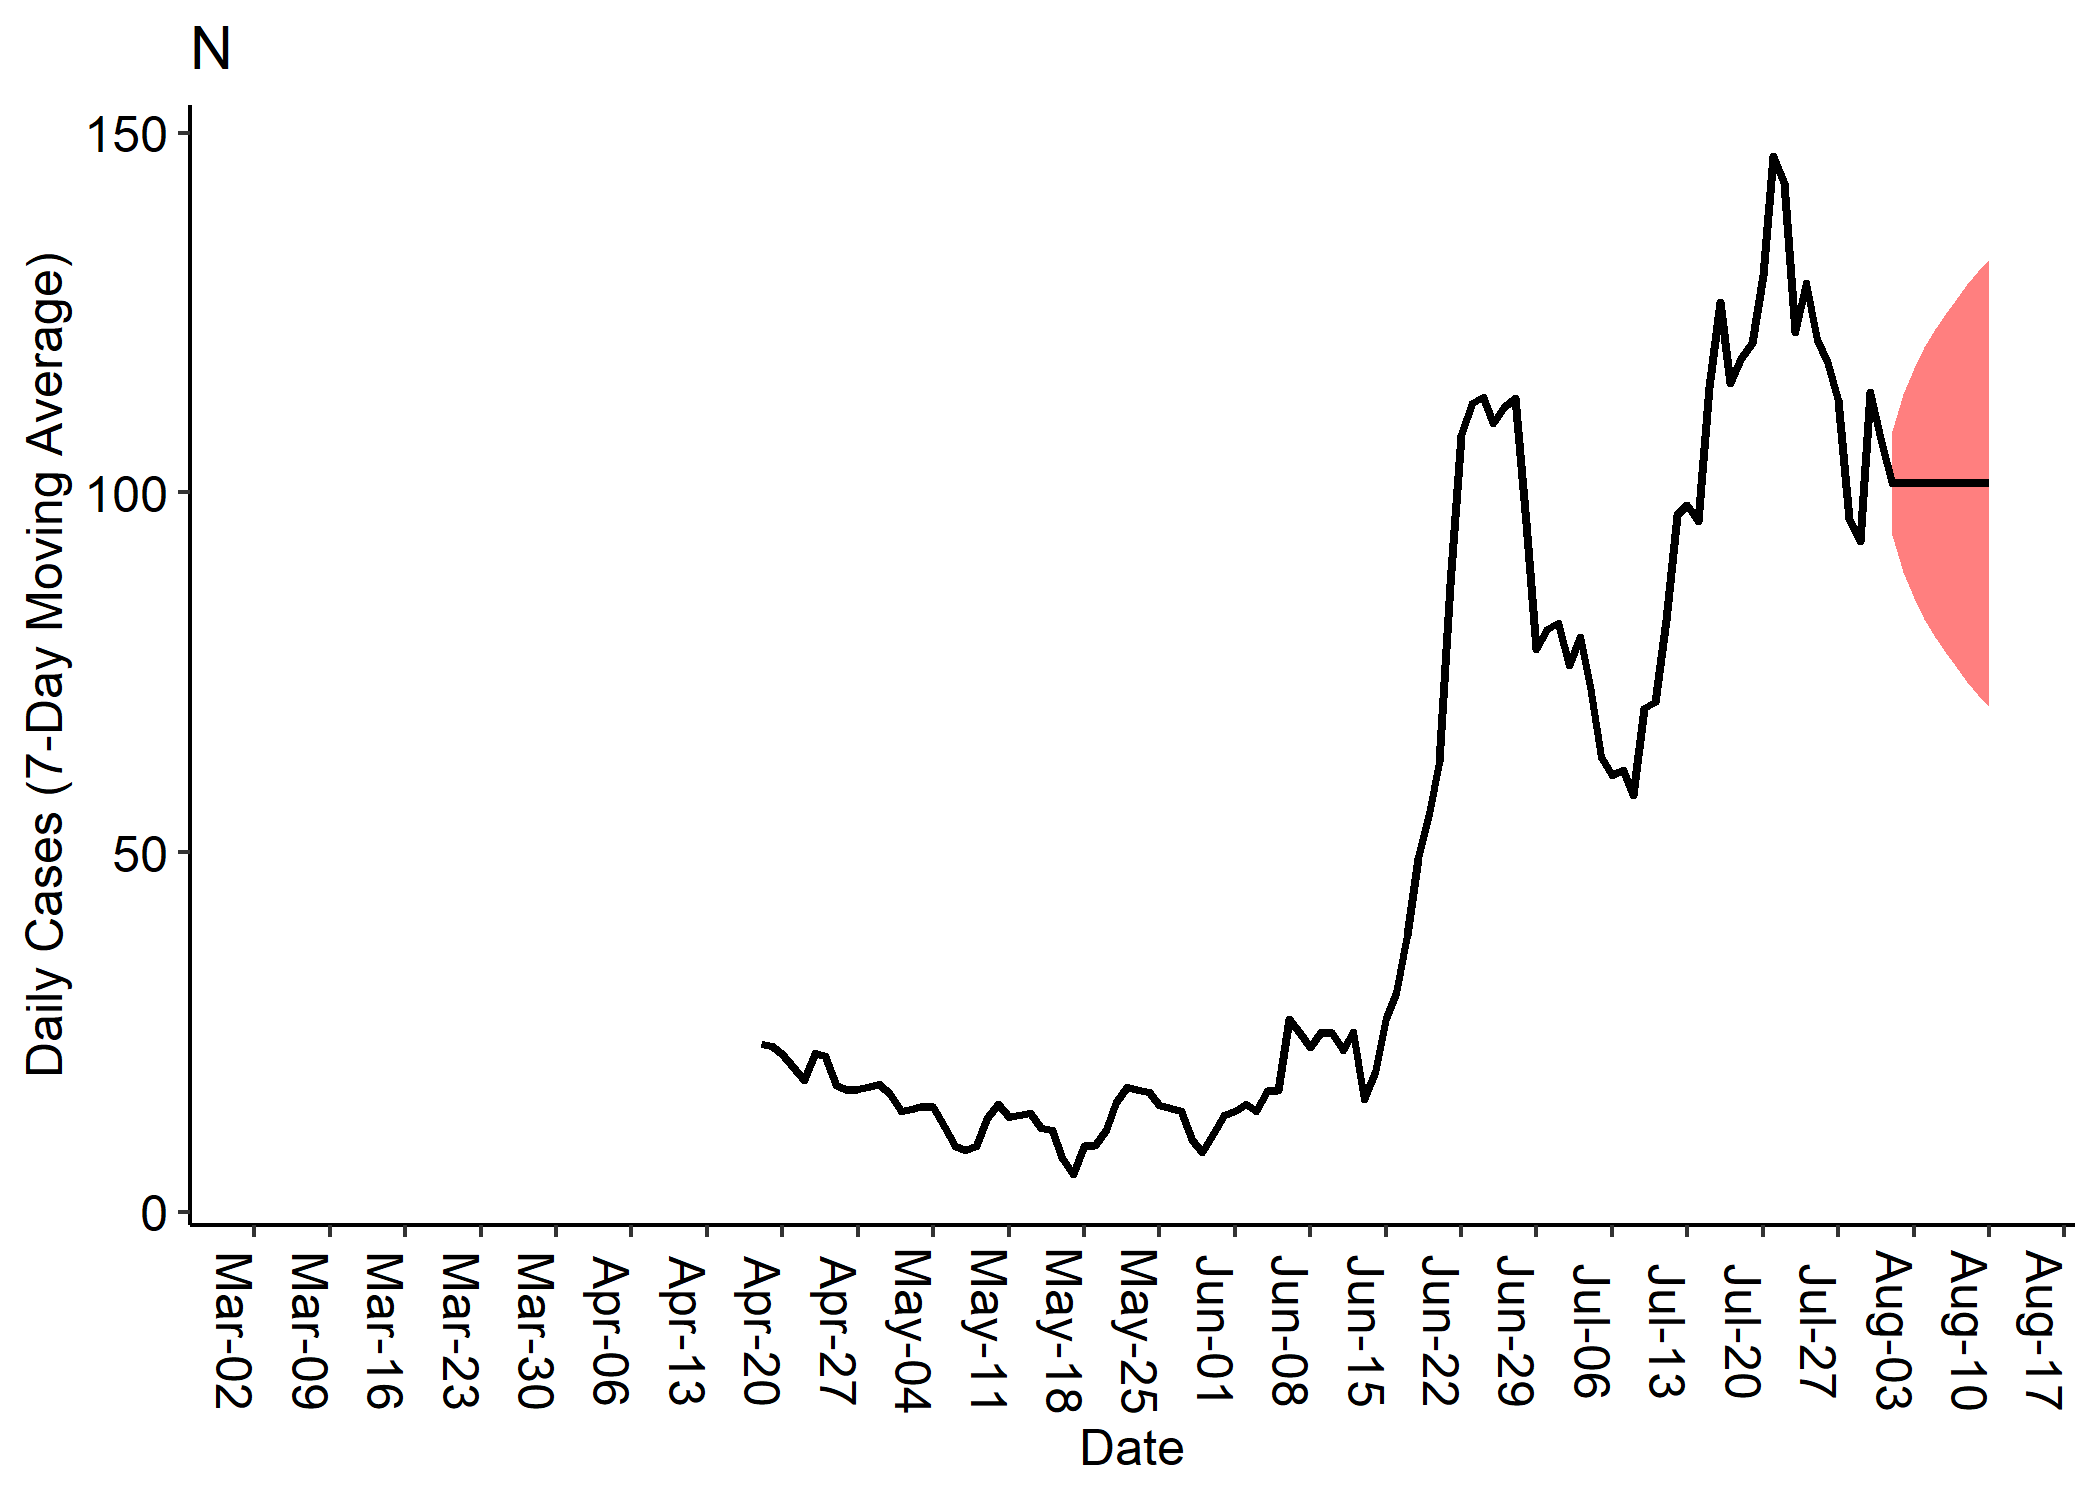 N
Daily Cases (7-Day Moving Average)
150
100
50
0
Mar-02
Mar-09
Mar-16
Mar-23
Mar-30
Apr-06
Apr-13
Apr-20
Apr-27
May-04
May-11
May-18
May-25
Jun-01
Jun-08
Jun-15
Jun-22
Jun-29
Jul-06
Jul-13
Jul-20
Jul-27
Aug-03
Aug-10
Aug-17
Date